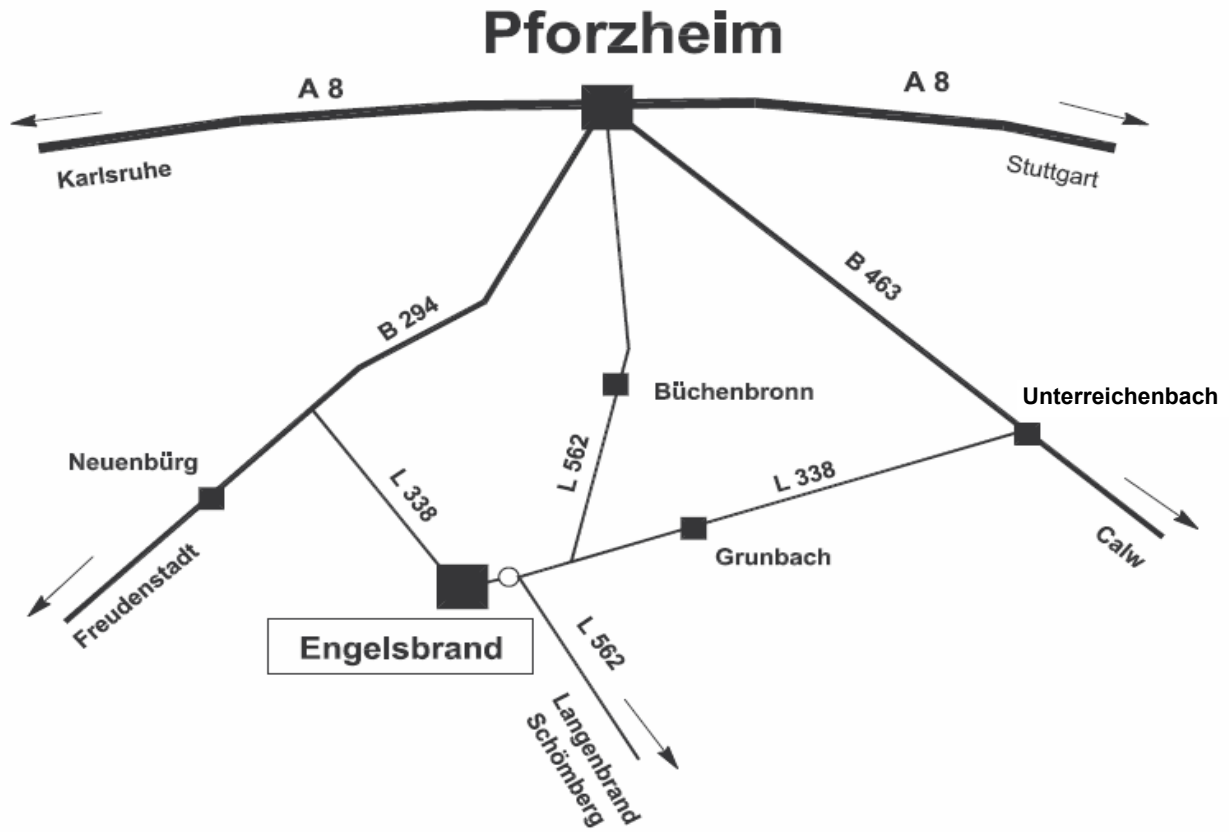 Pforzheim
A 8
A 8
Karlsruhe
Stuttgart
B 294
B 463
Büchenbronn
Unterreichenbach
Neuenbürg
L 562
L 338
L 338
Grunbach
Calw
Freudenstadt
Engelsbrand
L 562
Langenbrand
Schömberg